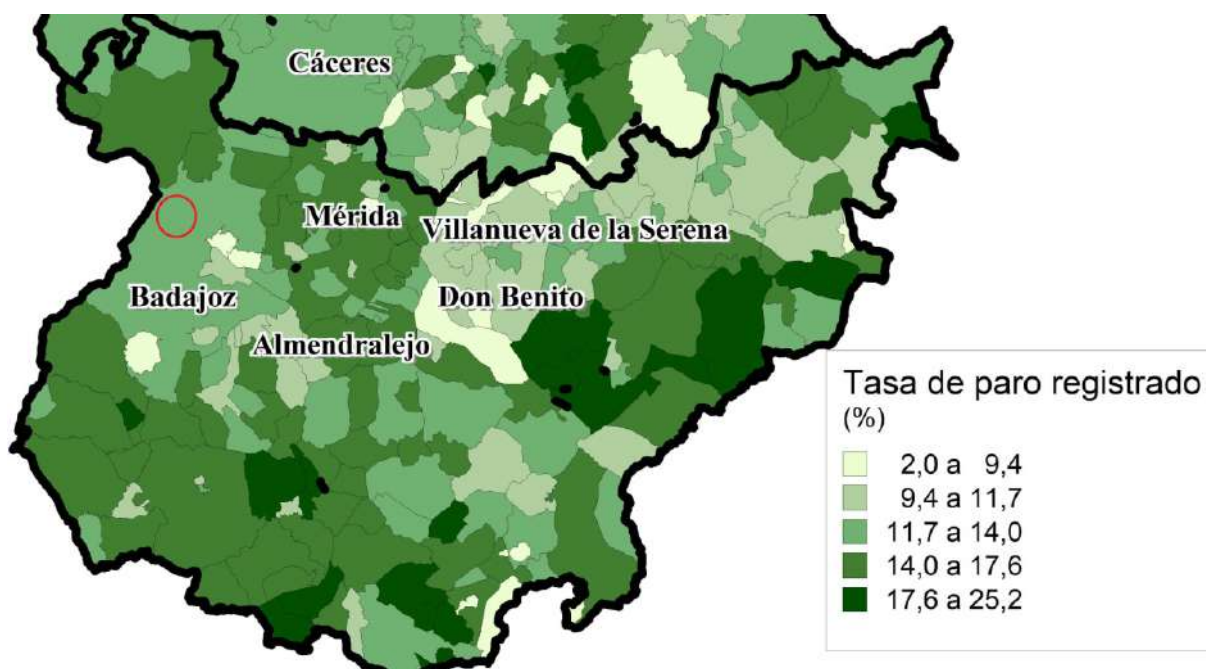 Cáceres
Mérida
Villanueva de la Serena
Badajoz
Don Benito
Almendralejo
Tasa de paro registrado
(%)
2,0 a 9,4
9,4 a 11,7
11,7 a 14,0
14,0 a 17,6
17,6 a 25,2